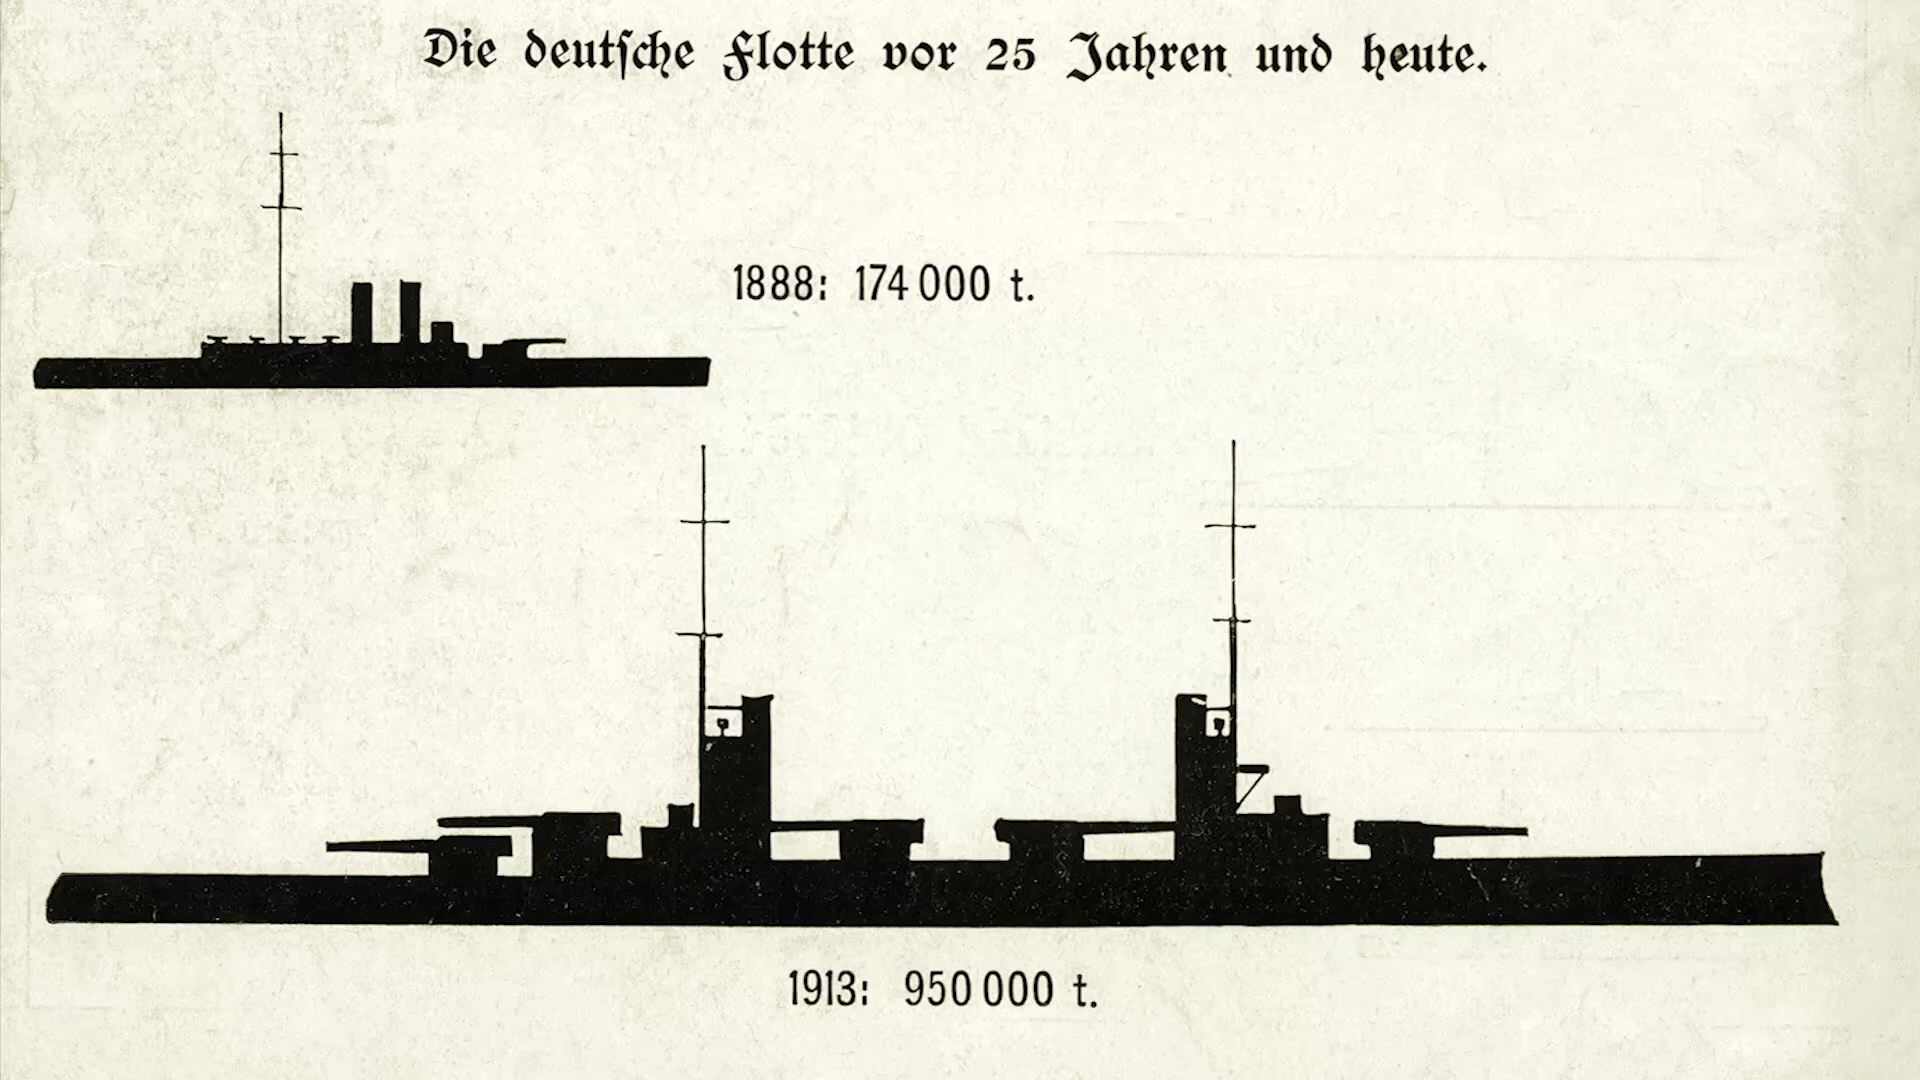 Die deutſche Flotte vor 25 Jahren und heute.
1888: 174 000 t.
1913: 950 000 t.